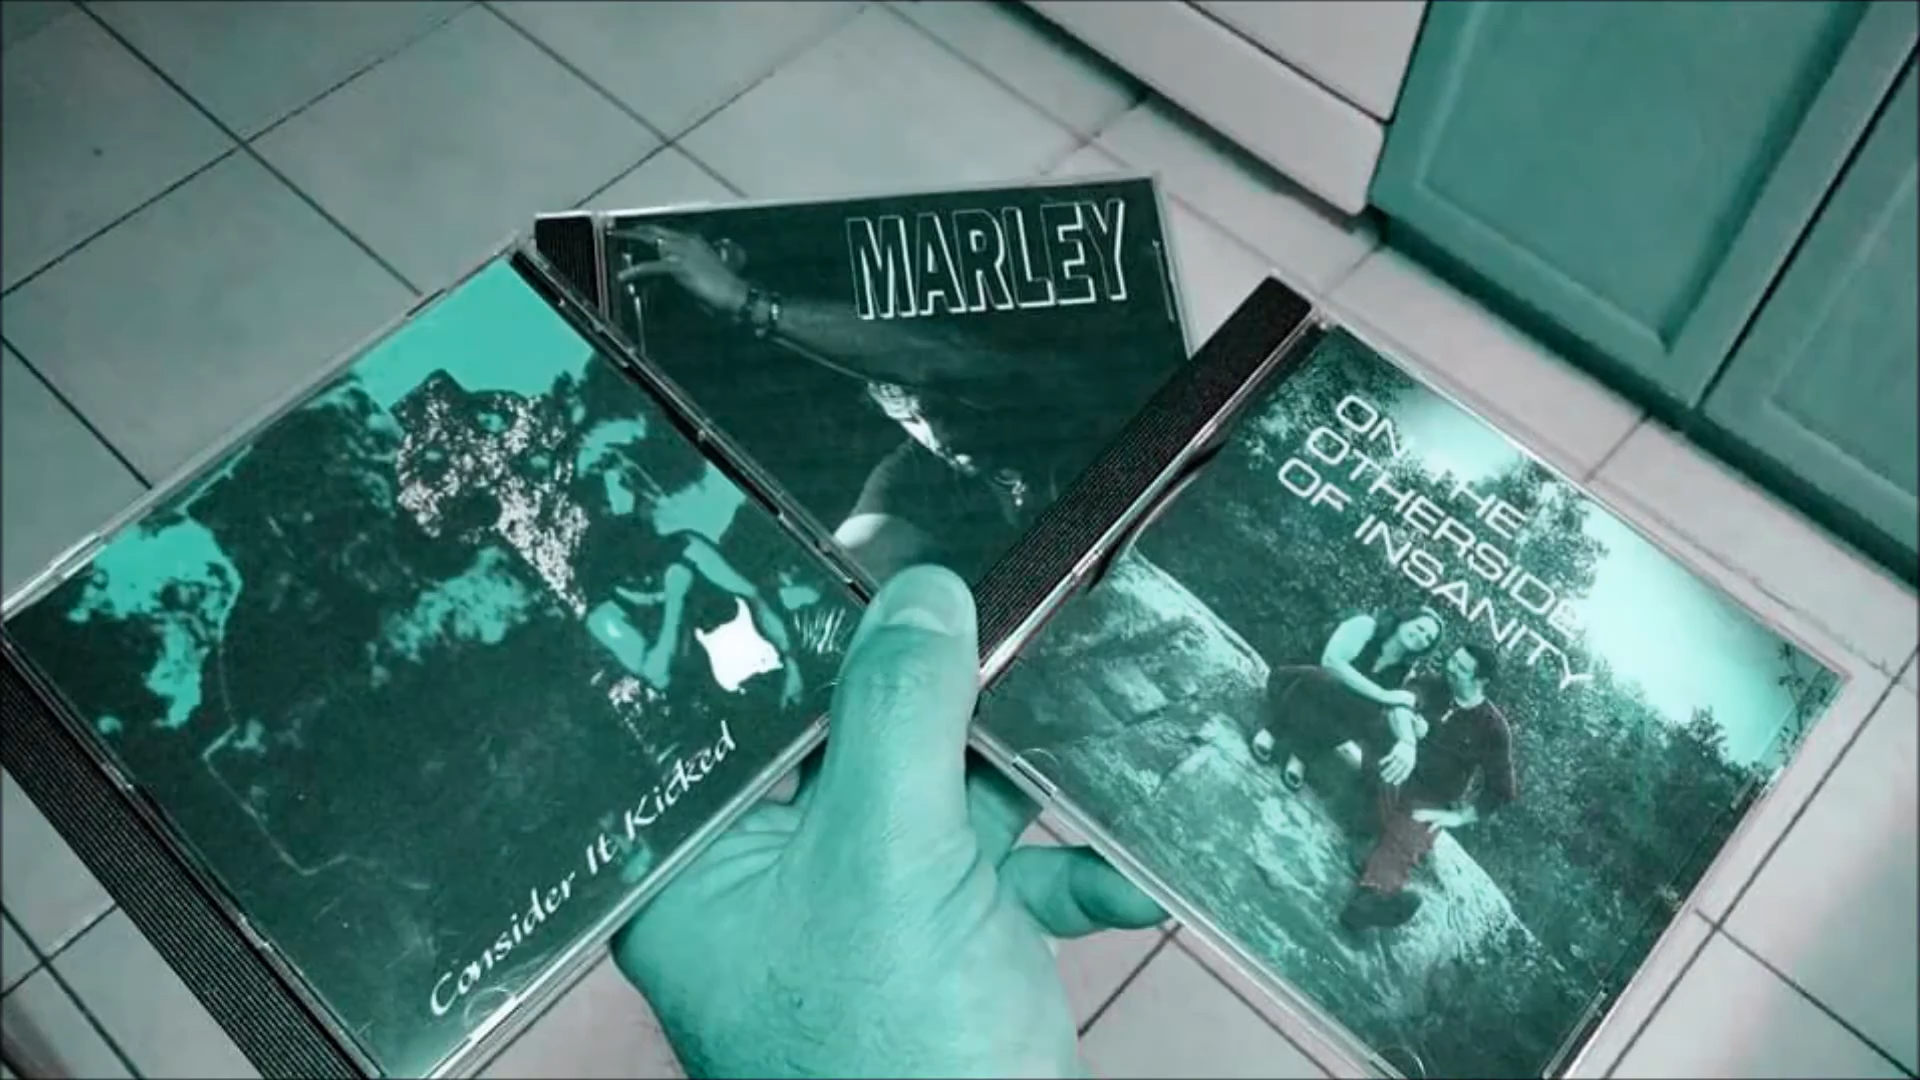 MARLEY
Consider It Kicked
ON THE
OTHERSIDE
OF INSANITY